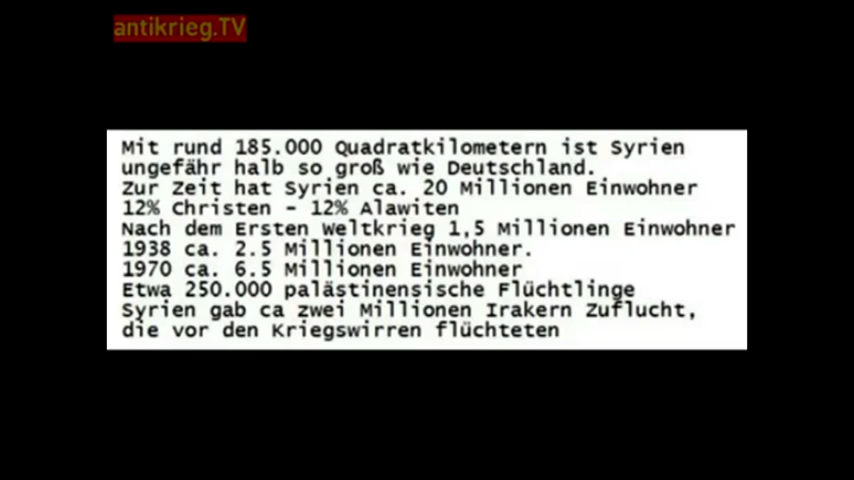 antikrieg.TV
Mit rund 185.000 Quadratkilometern ist Syrien
ungefähr halb so groß wie Deutschland.
Zur Zeit hat Syrien ca. 20 Millionen Einwohner
12% Christen - 12% Alawiten
Nach dem Ersten Weltkrieg 1,5 Millionen Einwohner
1938 ca. 2.5 Millionen Einwohner.
1970 ca. 6.5 Millionen Einwohner
Etwa 250.000 palästinensische Flüchtlinge
Syrien gab ca zwei Millionen Irakern Zuflucht,
die vor den Kriegswirren flüchteten